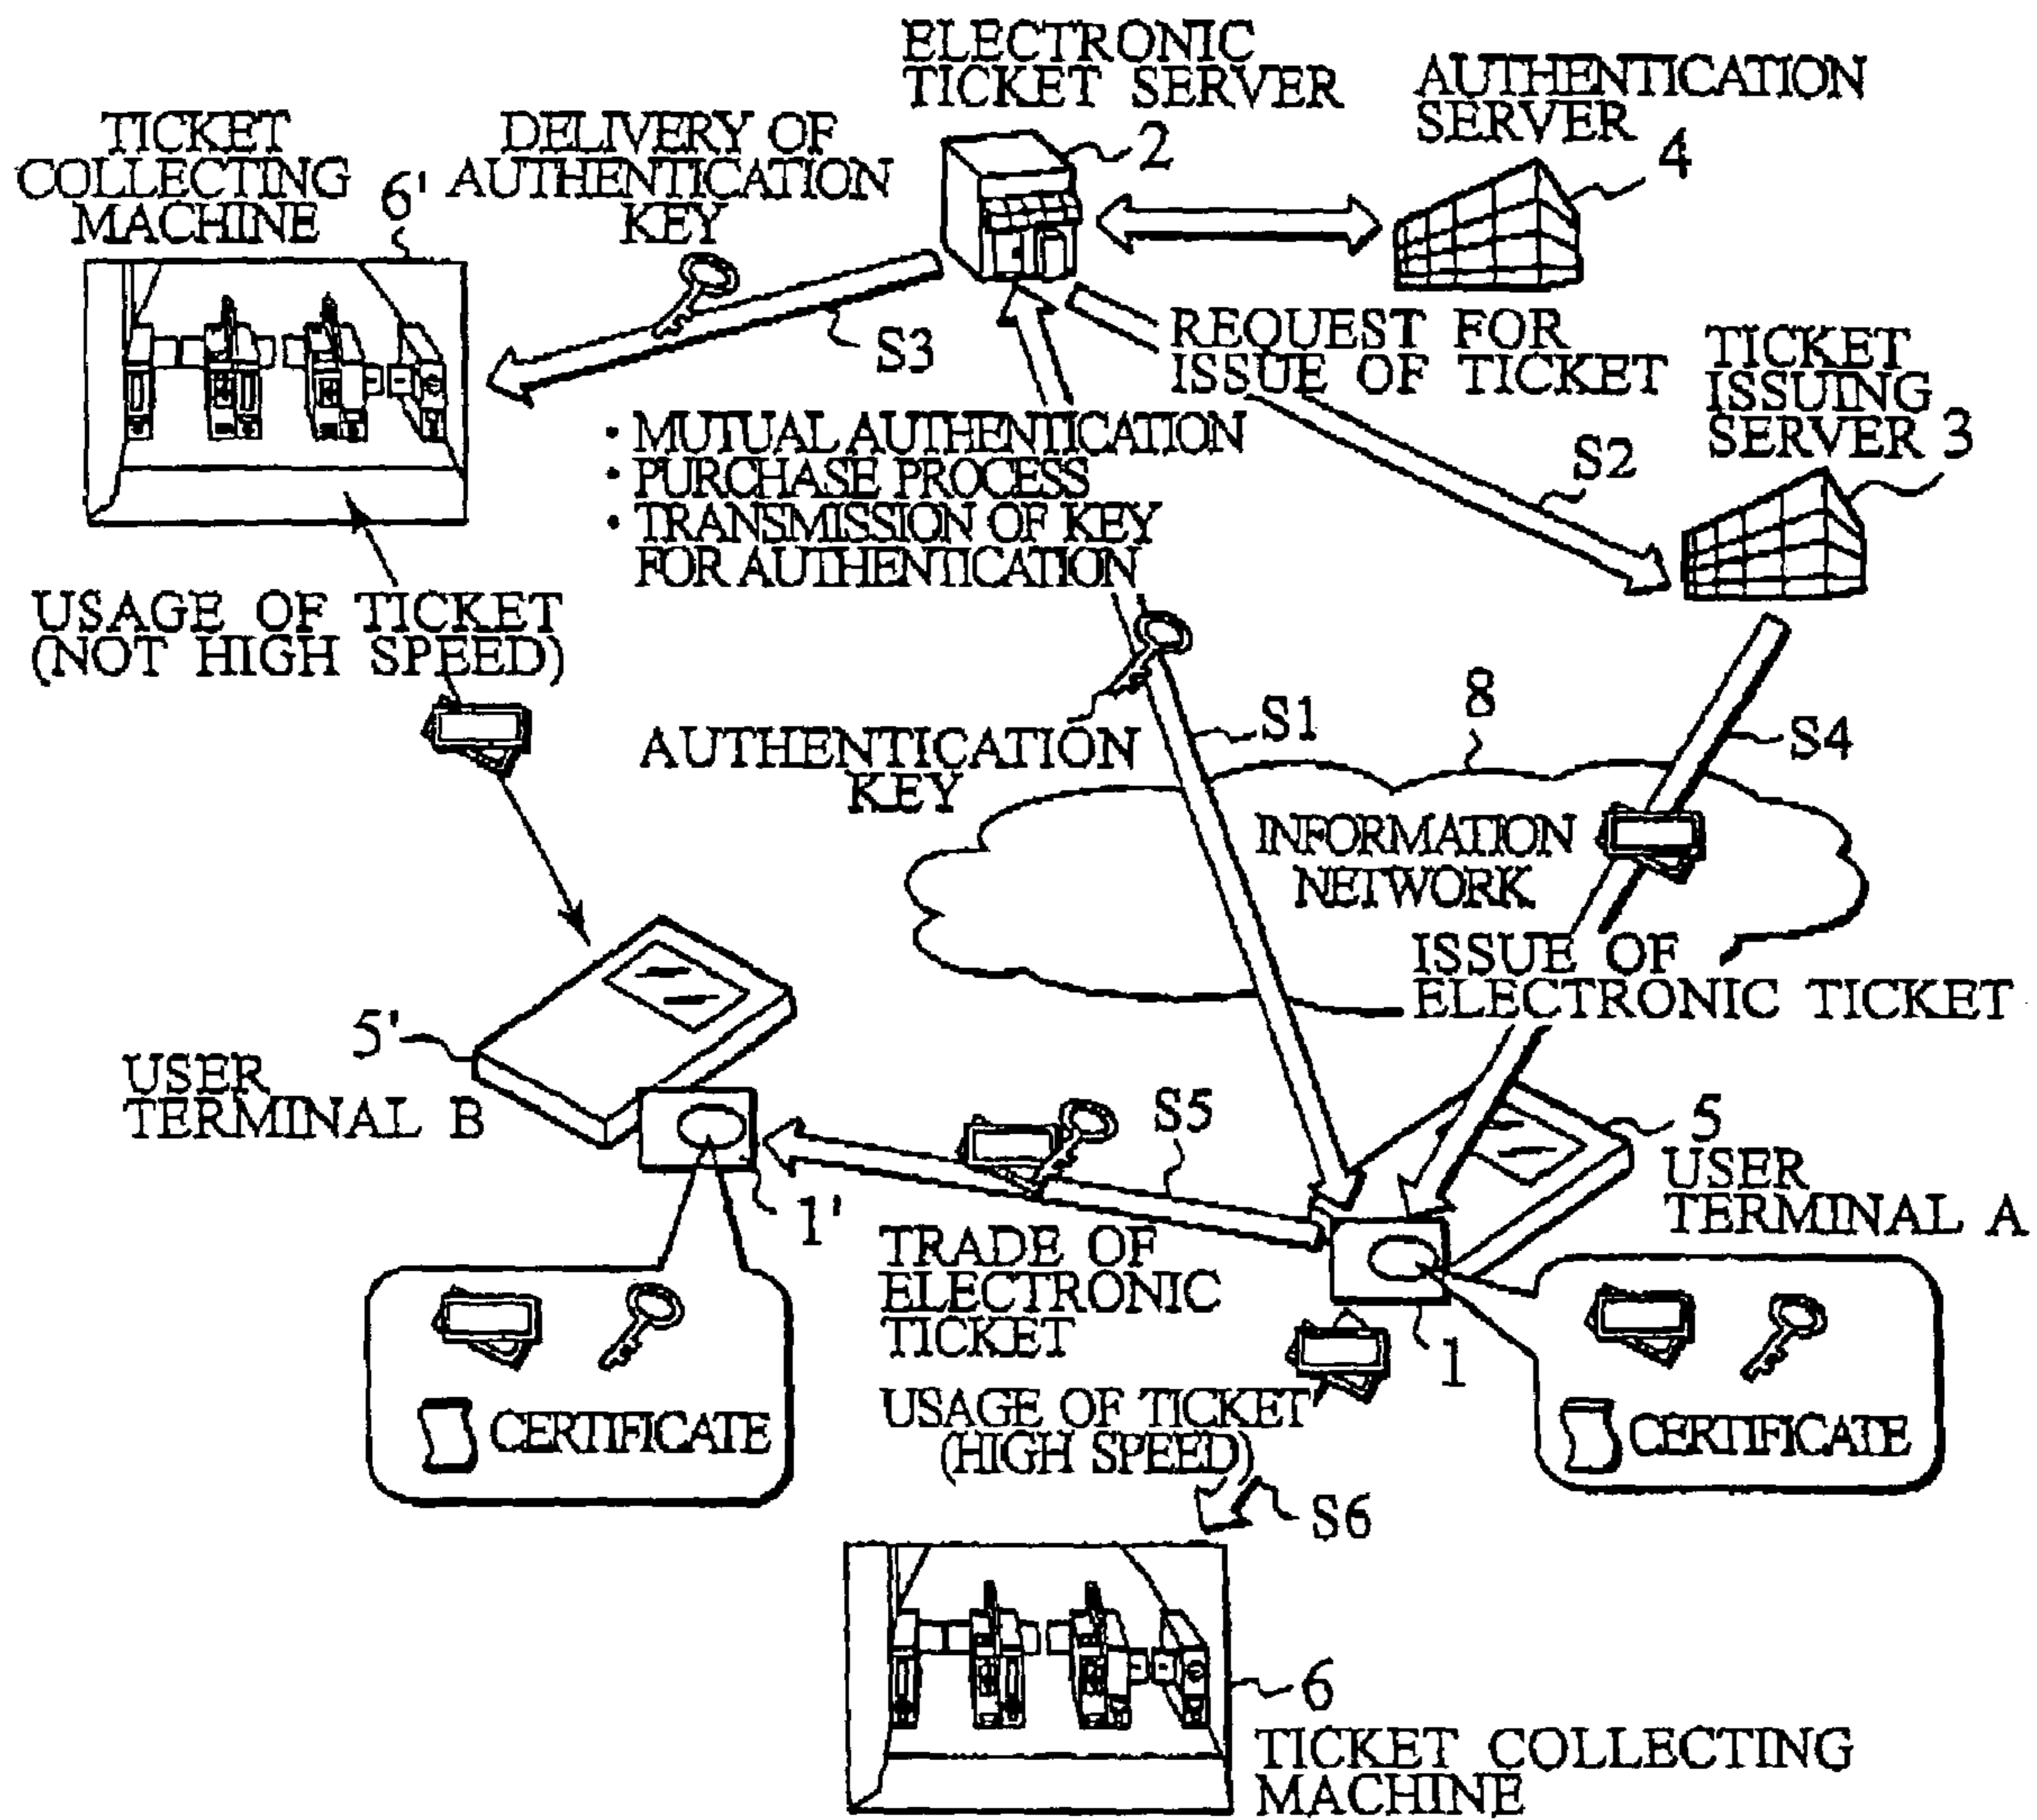 ELECTRONIC
TICKET SERVER
2
AUTHENTICATION
SERVER
4
TICKET
COLLECTING
MACHINE
6'
DELIVERY OF
AUTHENTICATION
KEY
S3
REQUEST FOR
ISSUE OF TICKET
TICKET
ISSUING
SERVER 3
S2
• MUTUAL AUTHENTICATION
• PURCHASE PROCESS
• TRANSMISSION OF KEY
FOR AUTHENTICATION
USAGE OF TICKET
(NOT HIGH SPEED)
AUTHENTICATION
KEY
S1
8
S4
INFORMATION
NETWORK
ISSUE OF
ELECTRONIC TICKET
5'
USER
TERMINAL B
1'
S5
5
USER
TERMINAL A
TRADE OF
ELECTRONIC
TICKET
1
CERTIFICATE
USAGE OF TICKET
(HIGH SPEED)
CERTIFICATE
S6
6
TICKET COLLECTING
MACHINE